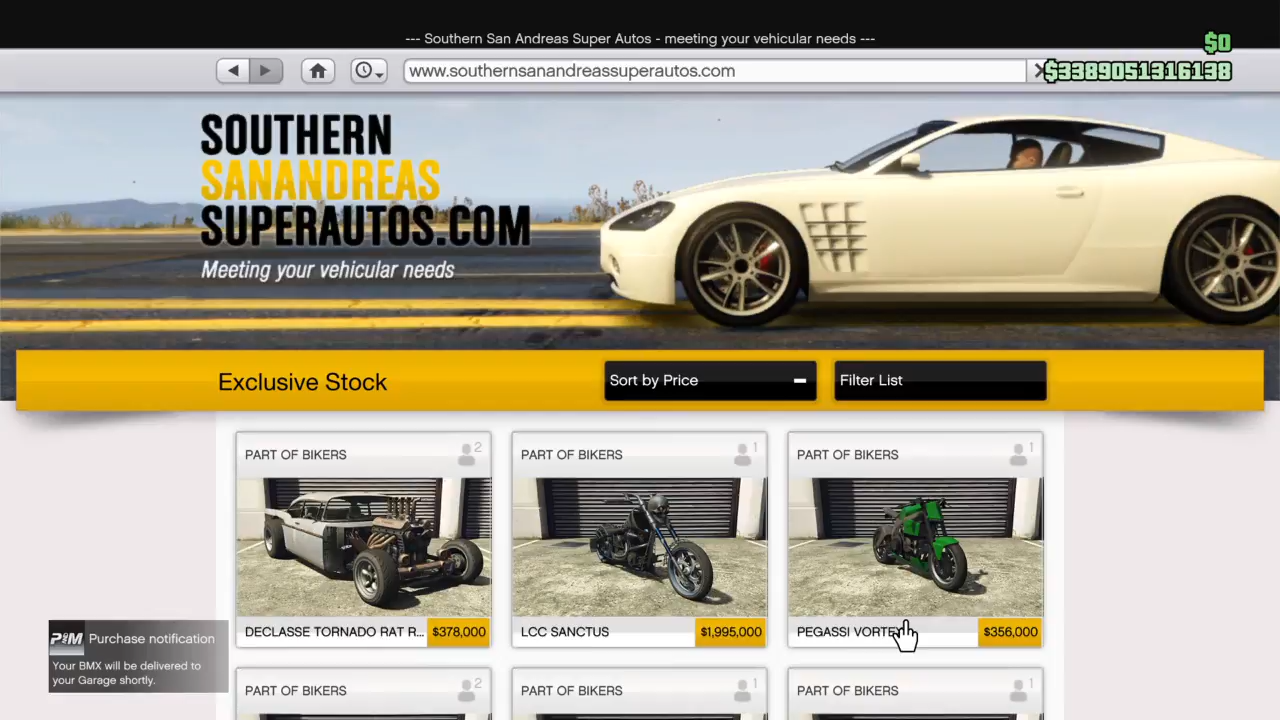 --- Southern San Andreas Super Autos - meeting your vehicular needs ---
$0
www.southernsanandreassuperautos.com
$3389051316138
SOUTHERN
SANANDREAS
SUPERAUTOS.COM
Meeting your vehicular needs
Exclusive Stock
Sort by Price
Filter List
PART OF BIKERS 2
PART OF BIKERS 1
PART OF BIKERS 1
DECLASSE TORNADO RAT R... $378,000
LCC SANCTUS $1,995,000
PEGASSI VORTEX $356,000
P&M Purchase notification
Your BMX will be delivered to
your Garage shortly.
PART OF BIKERS 2
PART OF BIKERS 1
PART OF BIKERS 1